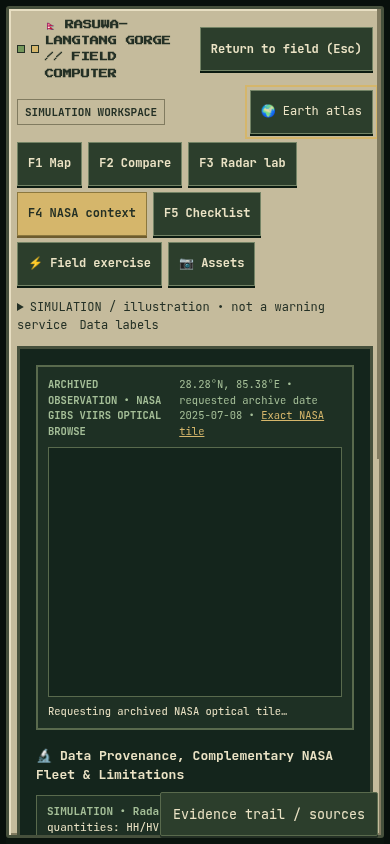 RASUWA—
LANGTANG GORGE
// FIELD
COMPUTER
Return to field (Esc)
SIMULATION WORKSPACE
Earth atlas
F1 Map
F2 Compare
F3 Radar lab
F4 NASA context
F5 Checklist
Field exercise
Assets
SIMULATION / illustration • not a warning
service Data labels
ARCHIVED
OBSERVATION • NASA
GIBS VIIRS OPTICAL
BROWSE
28.28°N, 85.38°E •
requested archive date
2025-07-08 • Exact NASA
tile
Requesting archived NASA optical tile…
Data Provenance, Complementary NASA
Fleet & Limitations
SIMULATION • Rada
quantities: HH/HV
Evidence trail / sources